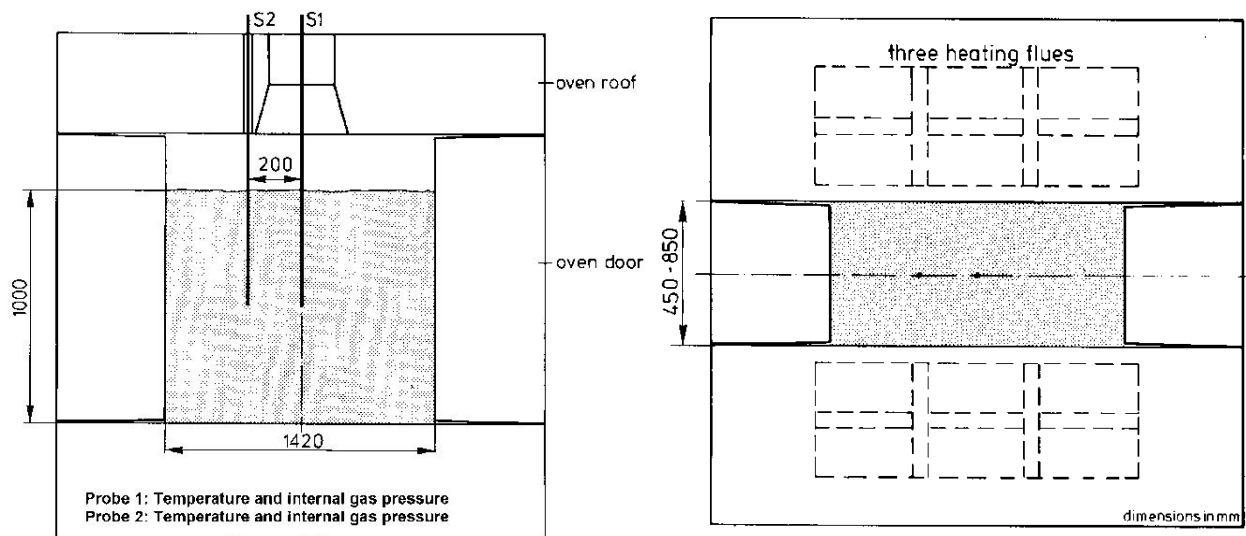 S2 S1
oven roof
200
oven door
1000
1420
Probe 1: Temperature and internal gas pressure
Probe 2: Temperature and internal gas pressure
three heating flues
450-850
dimensions in mm